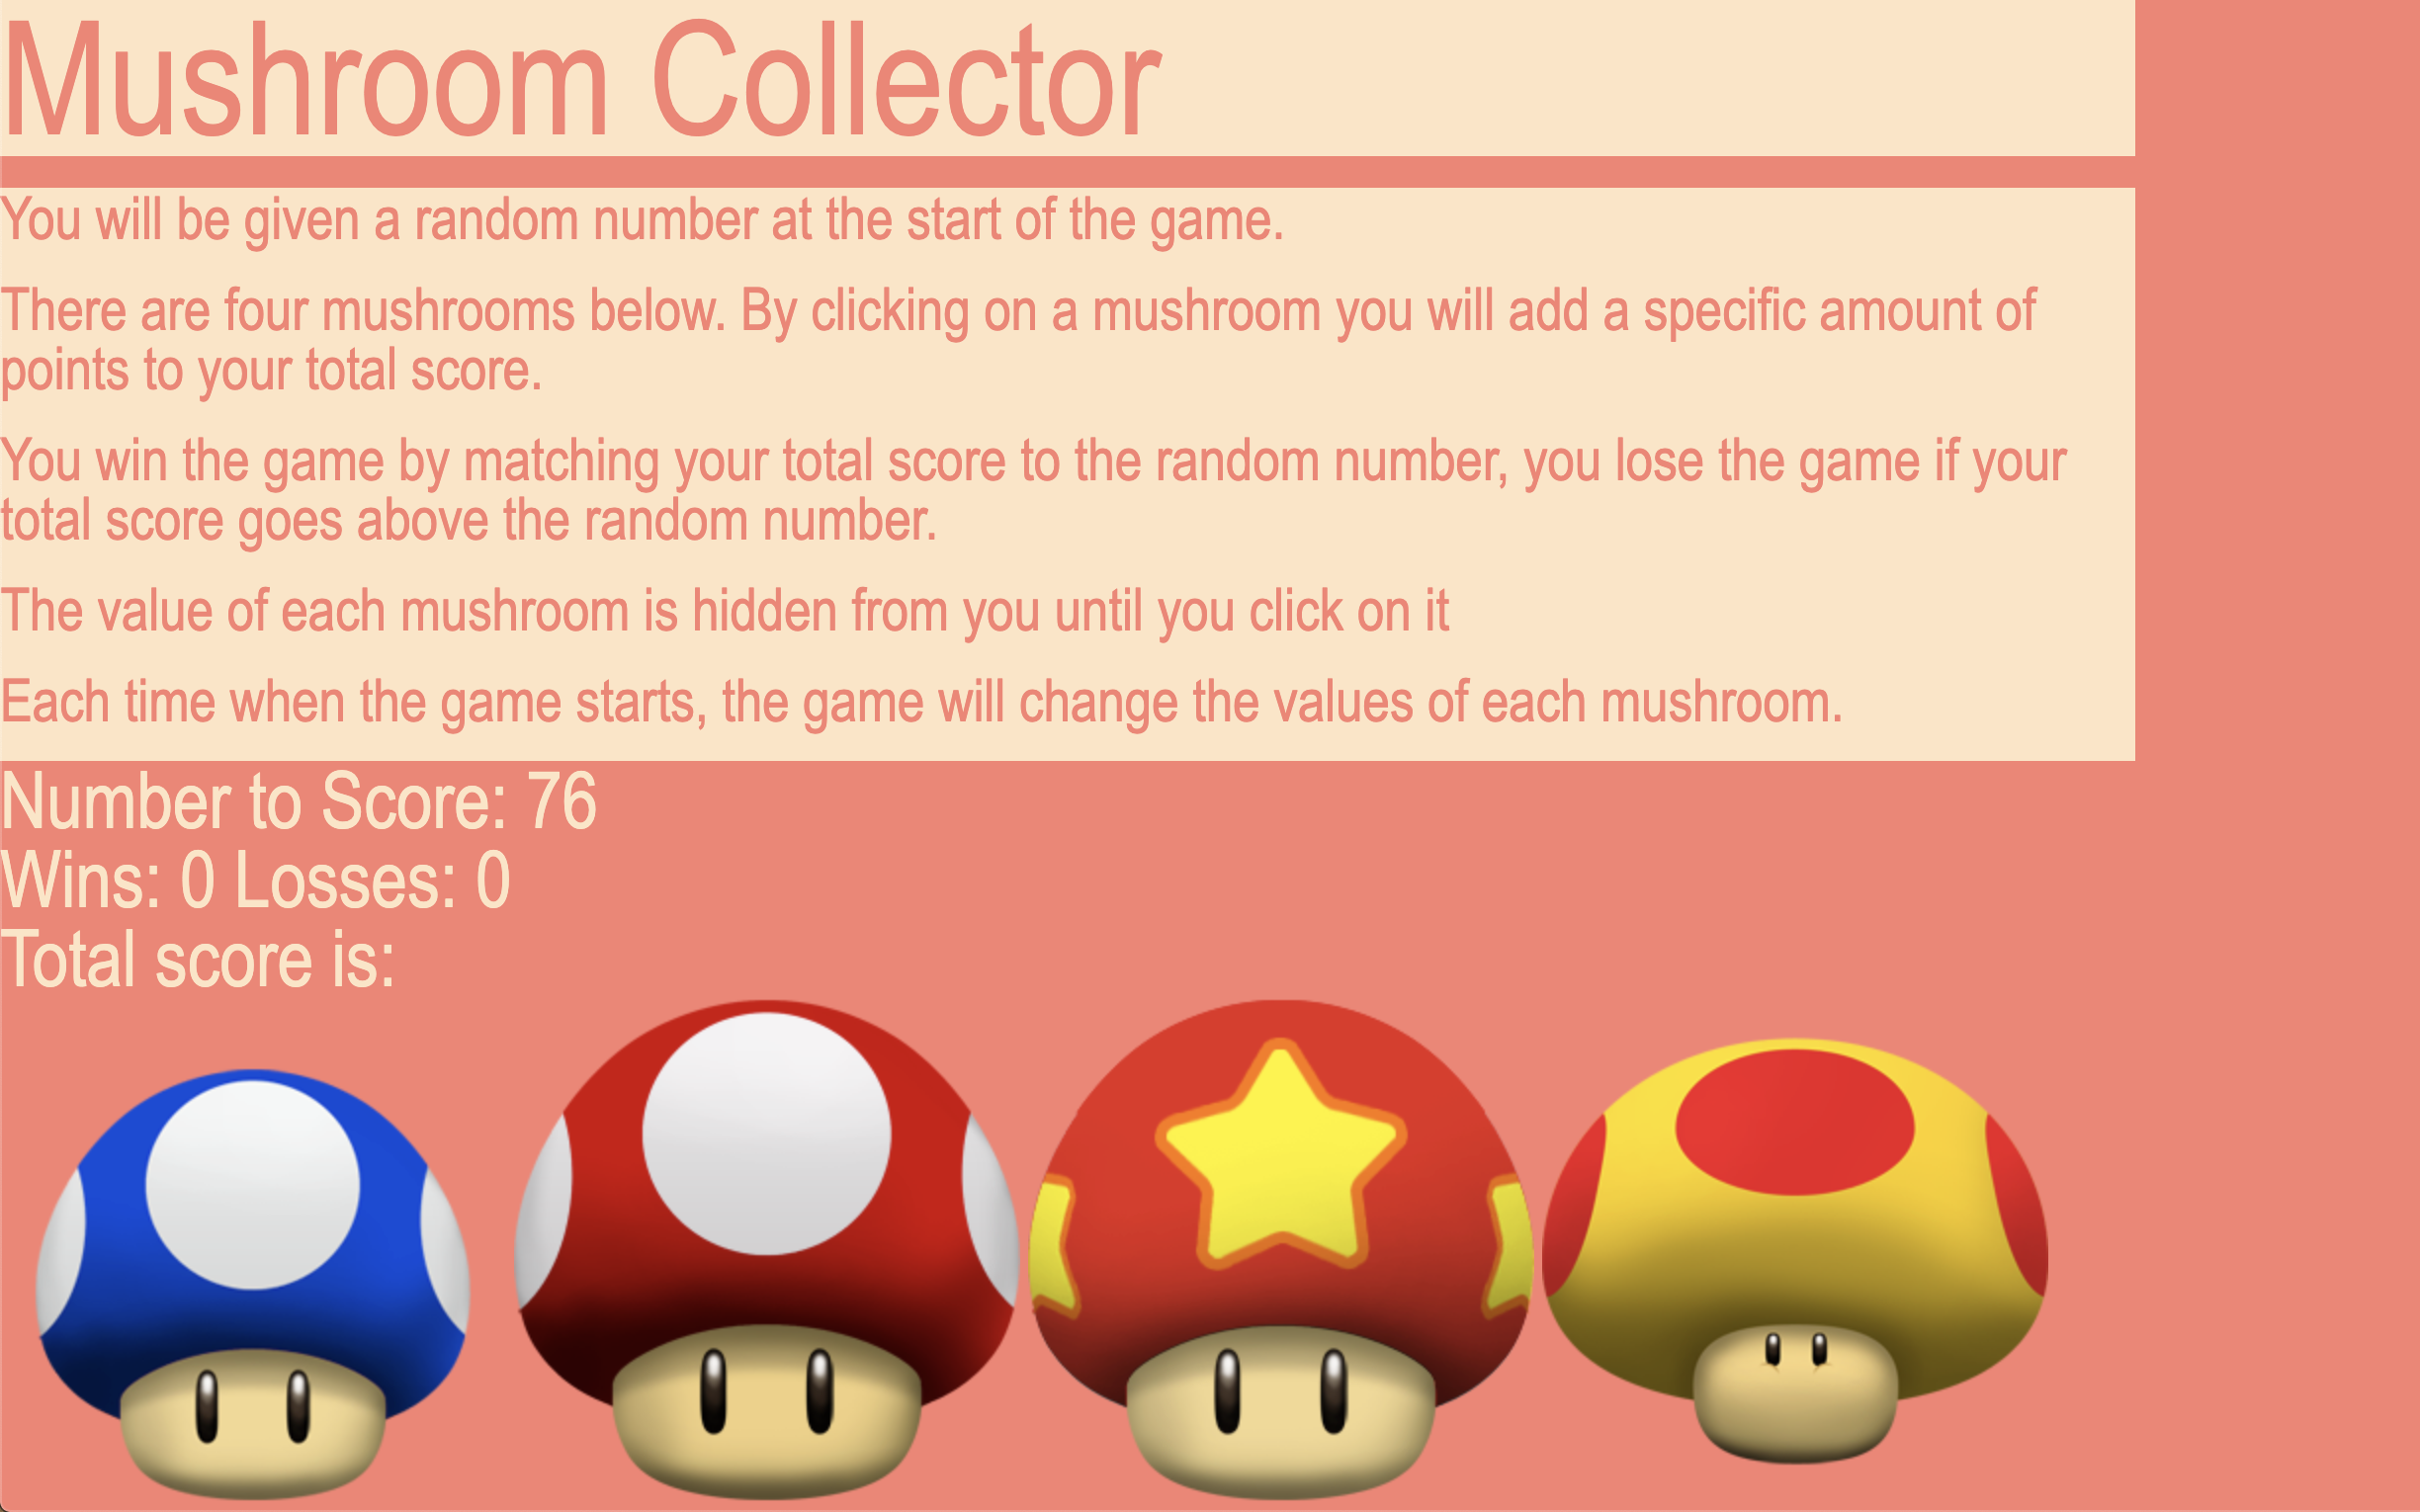 Mushroom Collector
You will be given a random number at the start of the game.
There are four mushrooms below. By clicking on a mushroom you will add a specific amount of
points to your total score.
You win the game by matching your total score to the random number, you lose the game if your
total score goes above the random number.
The value of each mushroom is hidden from you until you click on it
Each time when the game starts, the game will change the values of each mushroom.
Number to Score: 76
Wins: 0 Losses: 0
Total score is: